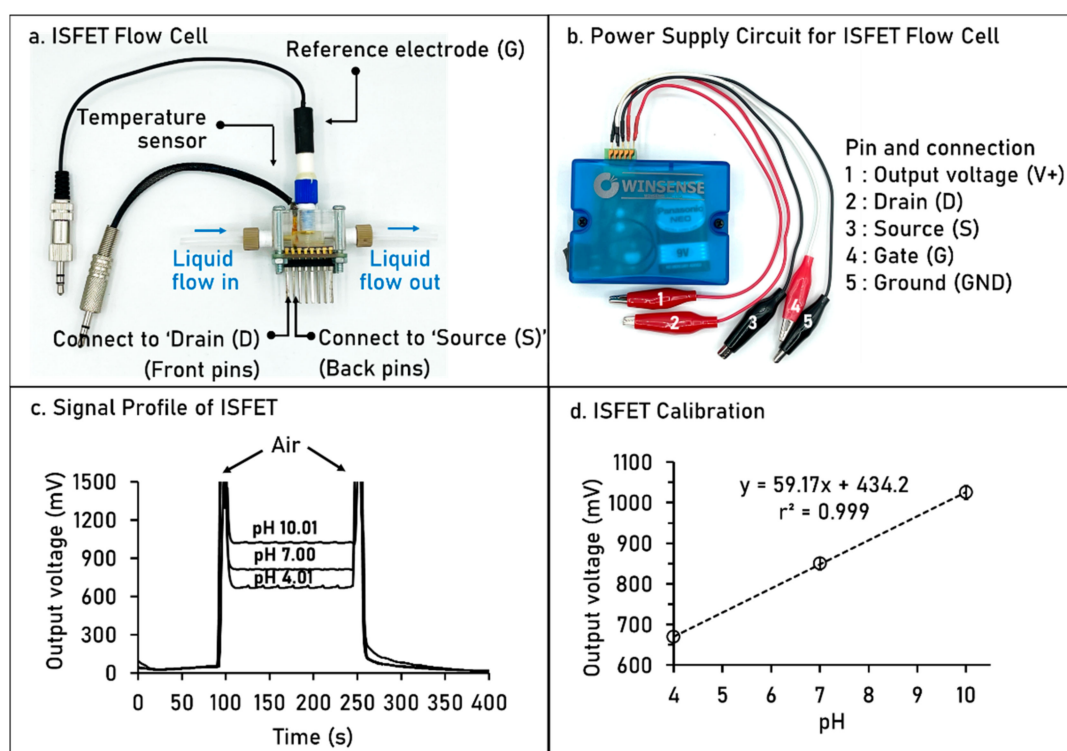 a. ISFET Flow Cell
Reference electrode (G)
Temperature
sensor
Liquid
flow in
Liquid
flow out
Connect to 'Drain (D)
(Front pins)
Connect to 'Source (S)'
(Back pins)
b. Power Supply Circuit for ISFET Flow Cell
WINSENSE
Panasonic
NEO
9V
1
2
3
4
5
Pin and connection
1 : Output voltage (V+)
2 : Drain (D)
3 : Source (S)
4 : Gate (G)
5 : Ground (GND)
c. Signal Profile of ISFET
Air
Output voltage (mV)
1500
1200
900
600
300
0
pH 10.01
pH 7.00
pH 4.01
0 50 100 150 200 250 300 350 400
Time (s)
d. ISFET Calibration
Output voltage (mV)
1100
1000
900
800
700
600
y = 59.17x + 434.2
r² = 0.999
4 5 6 7 8 9 10
pH